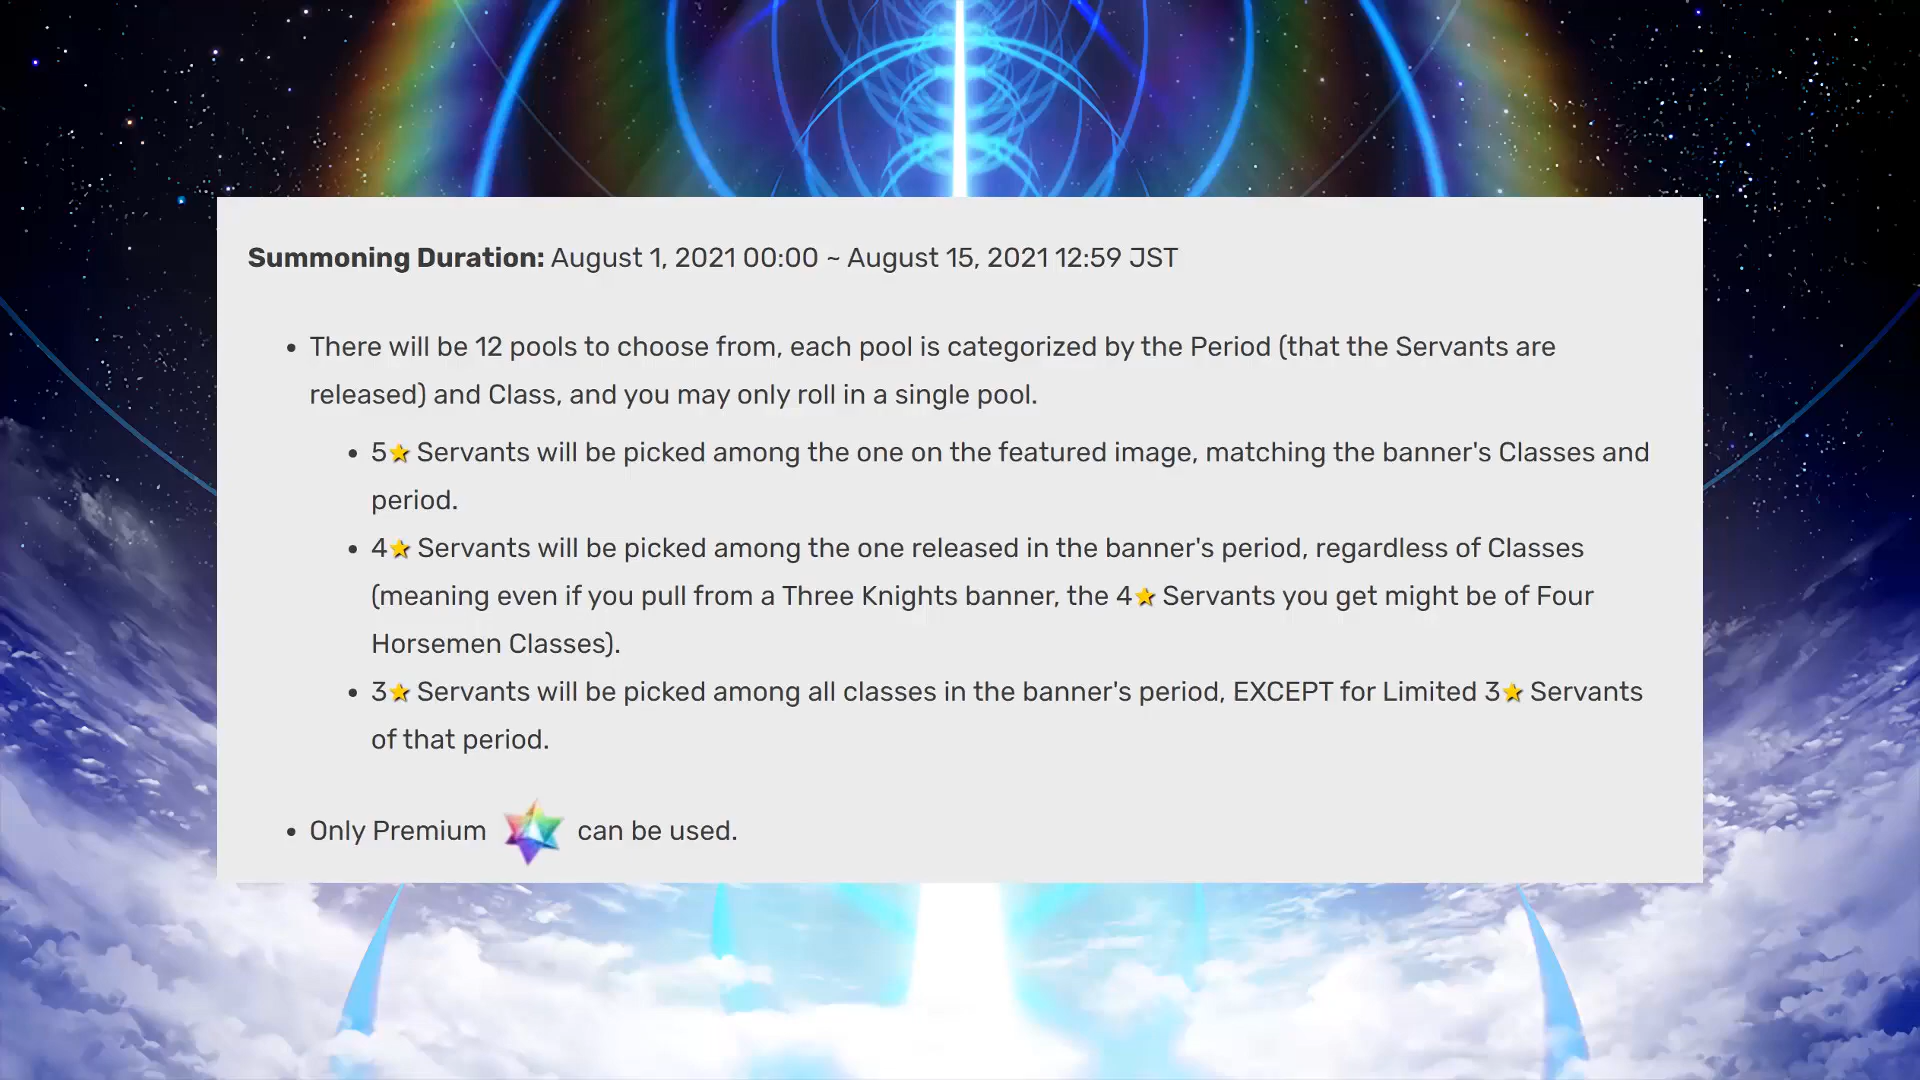 Summoning Duration: August 1, 2021 00:00 ~ August 15, 2021 12:59 JST
• There will be 12 pools to choose from, each pool is categorized by the Period (that the Servants are
released) and Class, and you may only roll in a single pool.
• 5⭐ Servants will be picked among the one on the featured image, matching the banner's Classes and
period.
• 4⭐ Servants will be picked among the one released in the banner's period, regardless of Classes
(meaning even if you pull from a Three Knights banner, the 4⭐ Servants you get might be of Four
Horsemen Classes).
• 3⭐ Servants will be picked among all classes in the banner's period, EXCEPT for Limited 3⭐ Servants
of that period.
• Only Premium can be used.